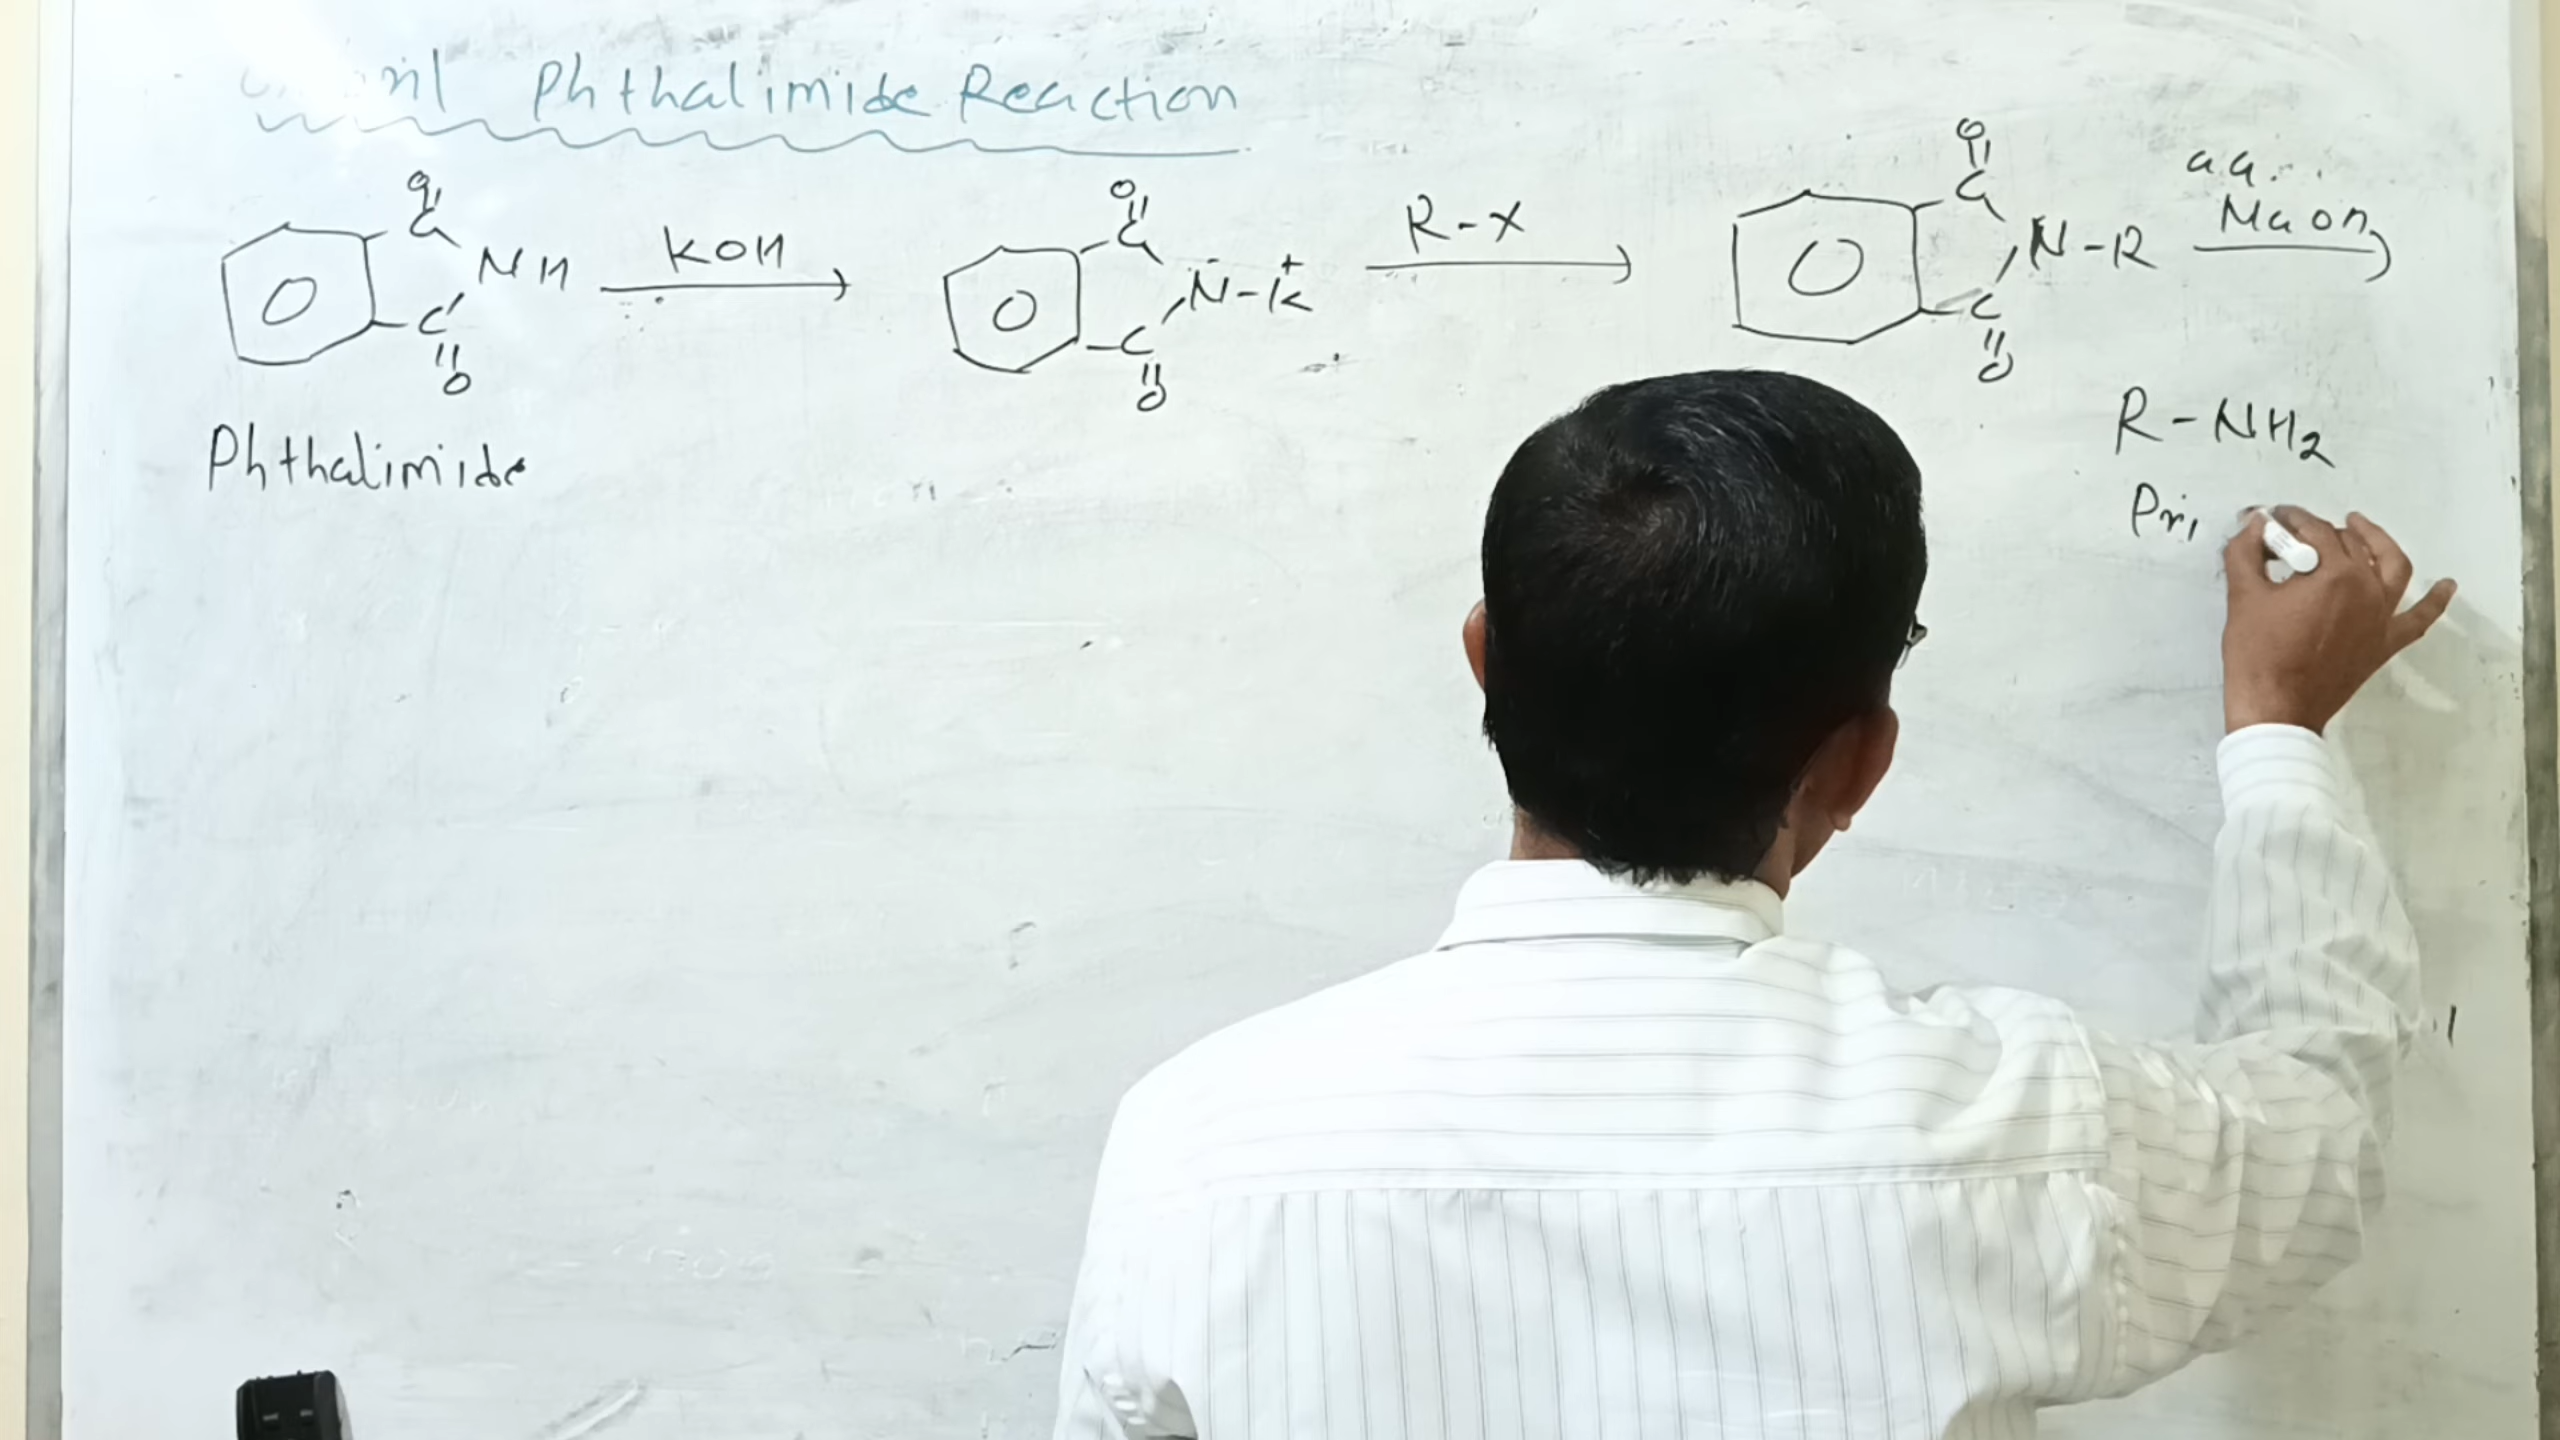 Phthalimide Reaction
O O O aq.
C C C NaOH
NH KOH N̄-K⁺ R-X N-R
C C C
O O O
R-NH2
Phthalimide
Pri